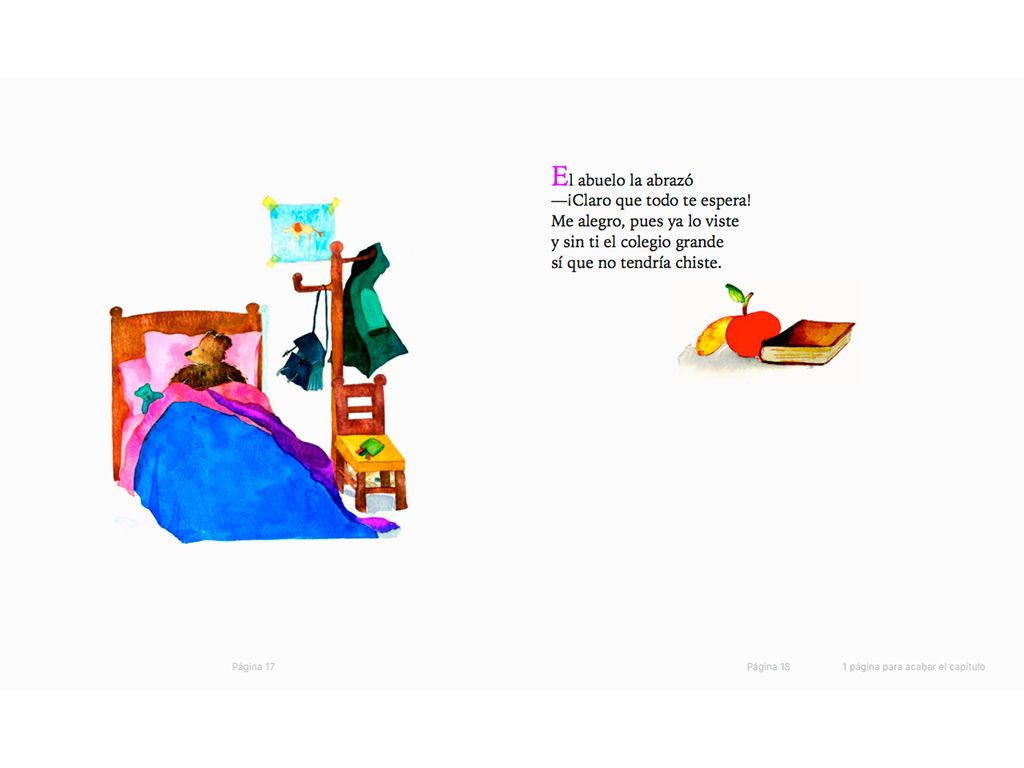 El abuelo la abrazó
—¡Claro que todo te espera!
Me alegro, pues ya lo viste
y sin ti el colegio grande
sí que no tendría chiste.
Página 17
Página 18
1 página para acabar el capítulo